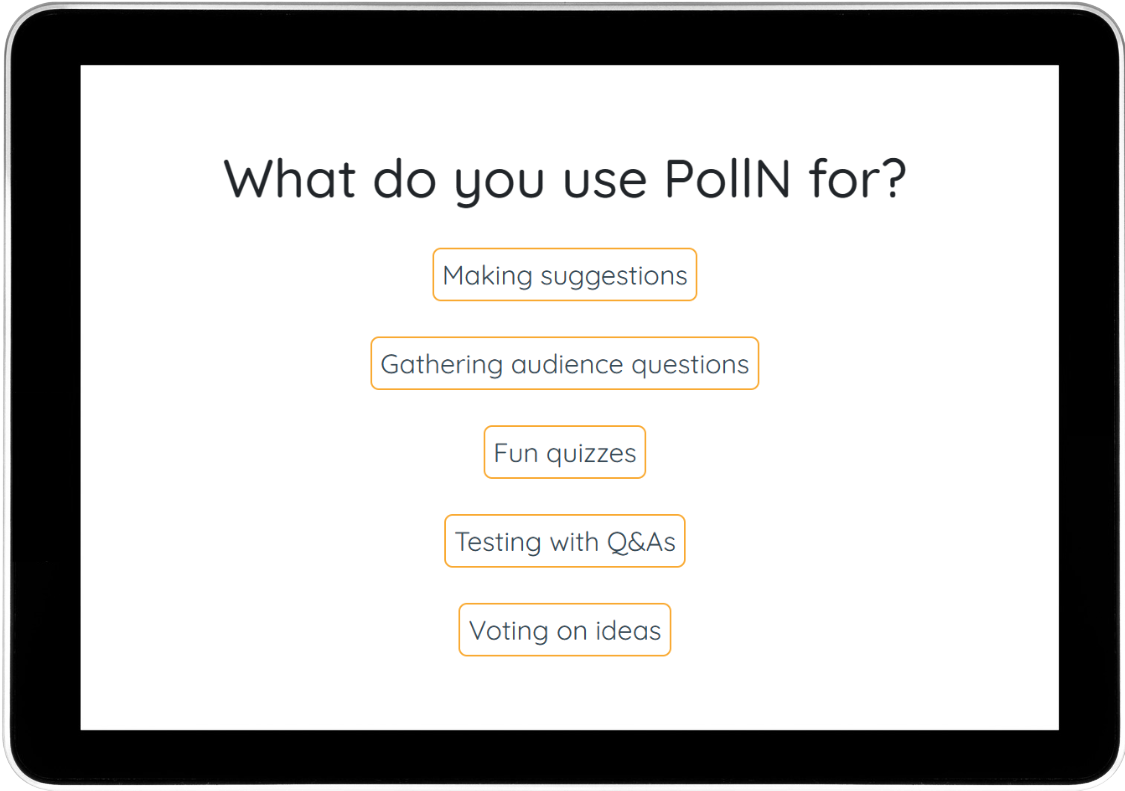 What do you use PollN for?
Making suggestions
Gathering audience questions
Fun quizzes
Testing with Q&As
Voting on ideas